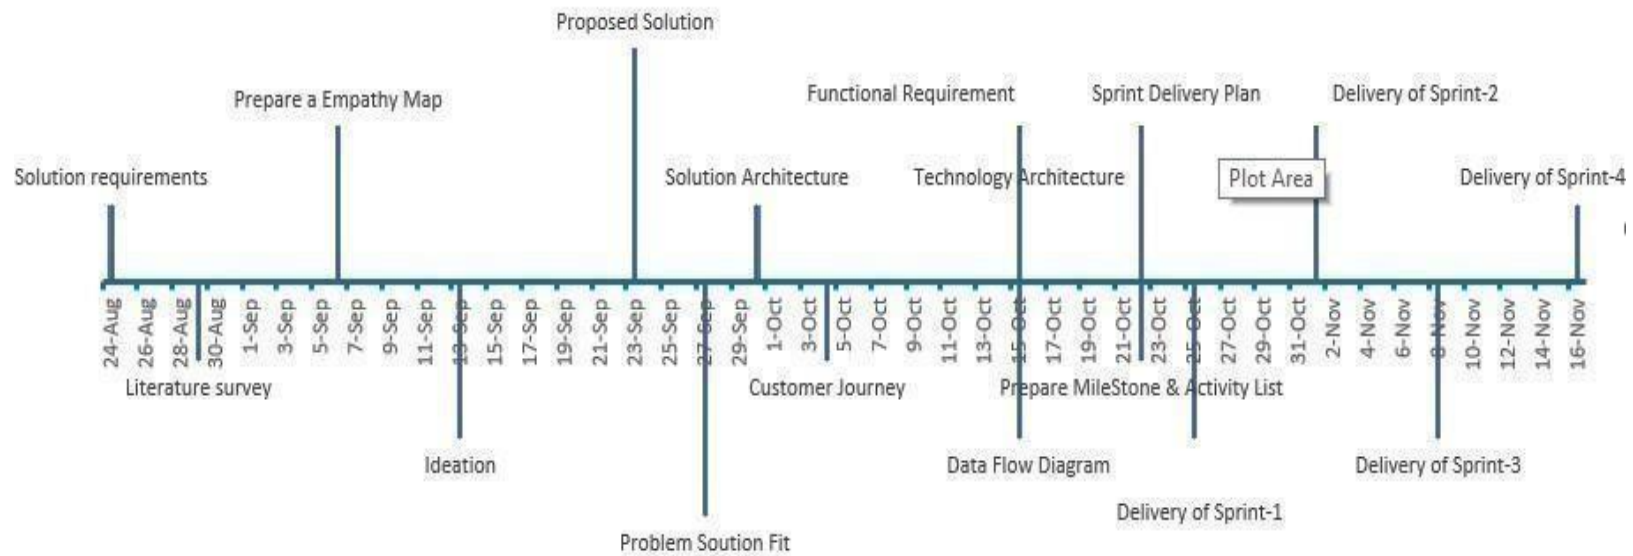 Proposed Solution
Prepare a Empathy Map
Functional Requirement
Sprint Delivery Plan
Delivery of Sprint-2
Solution requirements
Solution Architecture
Technology Architecture
Plot Area
Delivery of Sprint-4
24-Aug
26-Aug
28-Aug
30-Aug
1-Sep
3-Sep
5-Sep
7-Sep
9-Sep
11-Sep
13-Sep
15-Sep
17-Sep
19-Sep
21-Sep
23-Sep
25-Sep
27-Sep
29-Sep
1-Oct
3-Oct
5-Oct
7-Oct
9-Oct
11-Oct
13-Oct
15-Oct
17-Oct
19-Oct
21-Oct
23-Oct
25-Oct
27-Oct
29-Oct
31-Oct
2-Nov
4-Nov
6-Nov
8-Nov
10-Nov
12-Nov
14-Nov
16-Nov
Literature survey
Customer Journey
Prepare MileStone & Activity List
Ideation
Data Flow Diagram
Delivery of Sprint-3
Delivery of Sprint-1
Problem Soution Fit